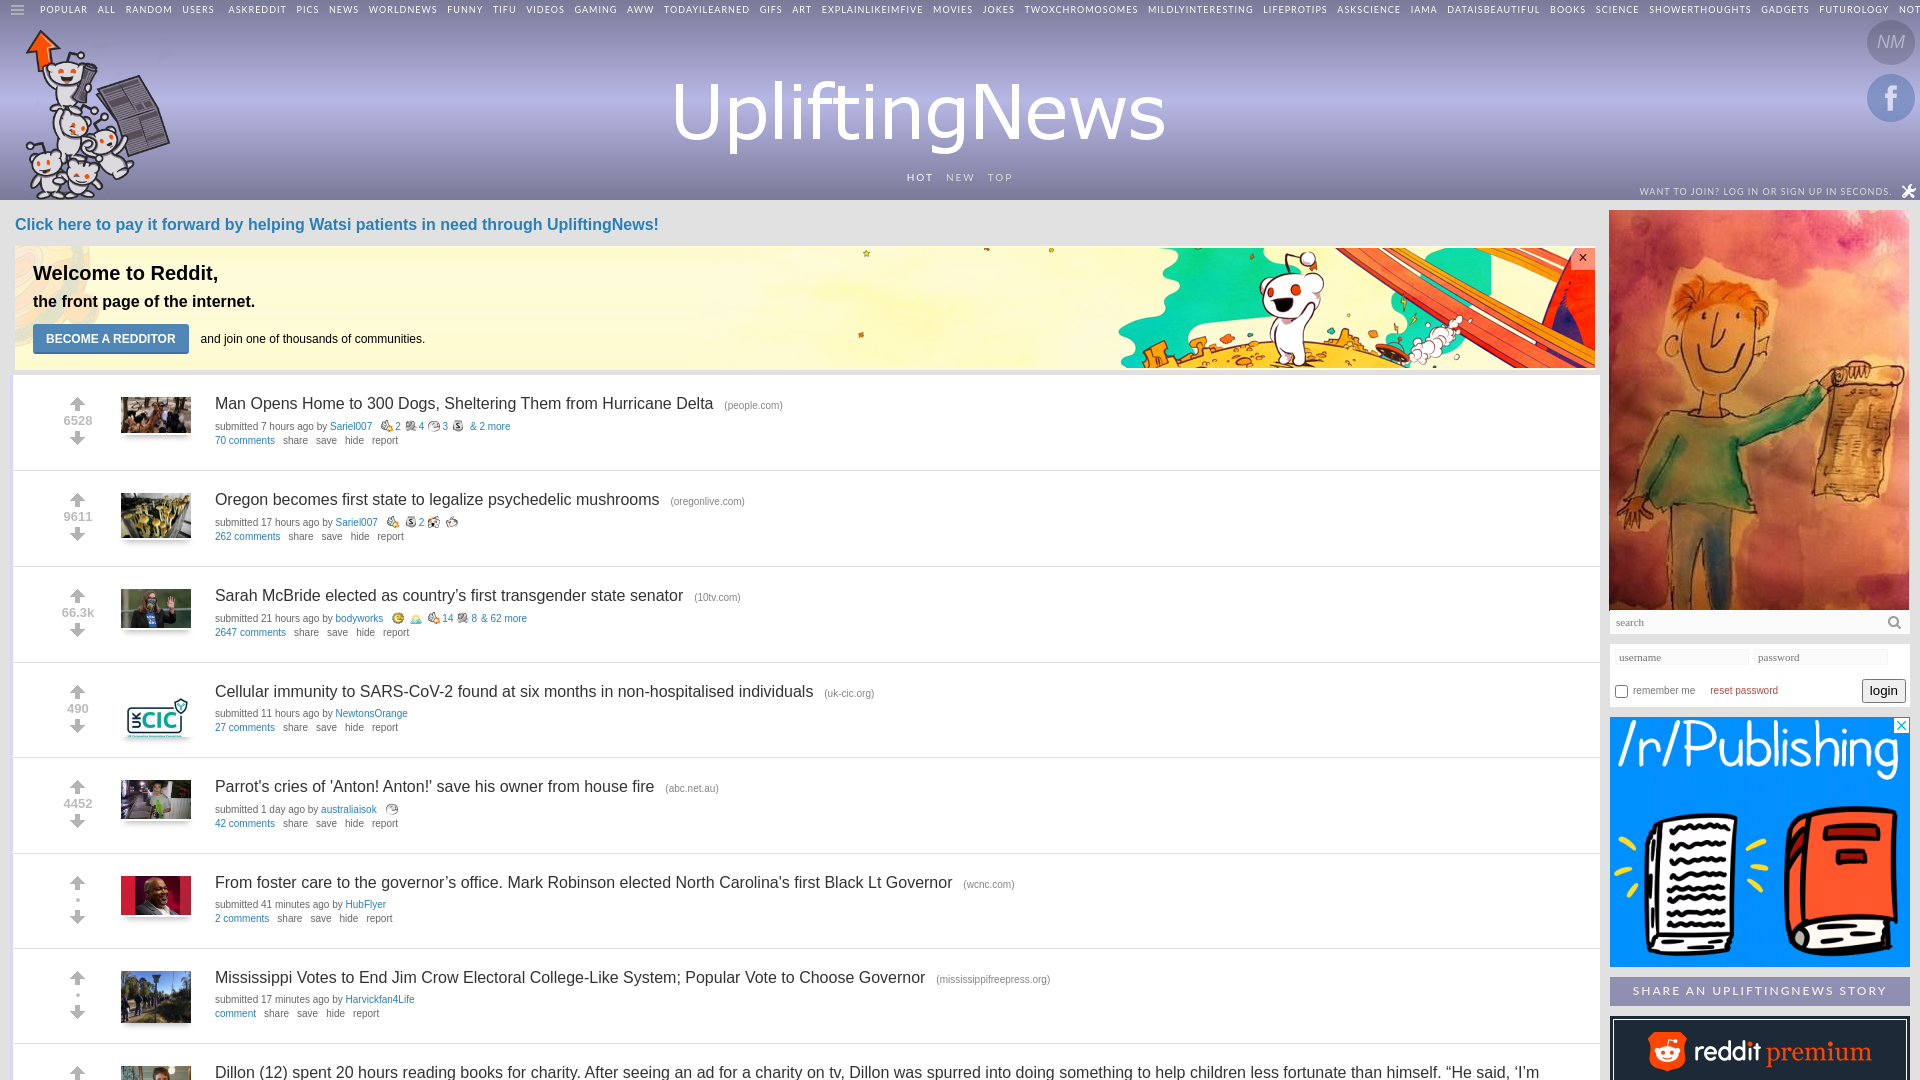 POPULAR ALL RANDOM USERS ASKREDDIT PICS NEWS WORLDNEWS FUNNY TIFU VIDEOS GAMING AWW TODAYILEARNED GIFS ART EXPLAINLIKEIMFIVE MOVIES JOKES TWOXCHROMOSOMES MILDLYINTERESTING LIFEPROTIPS ASKSCIENCE IAMA DATAISBEAUTIFUL BOOKS SCIENCE SHOWERTHOUGHTS GADGETS FUTUROLOGY NOT
NM
f
UpliftingNews
HOT NEW TOP
WANT TO JOIN? LOG IN OR SIGN UP IN SECONDS.
Click here to pay it forward by helping Watsi patients in need through UpliftingNews!
Welcome to Reddit,
the front page of the internet.
BECOME A REDDITOR and join one of thousands of communities.
×
6528
Man Opens Home to 300 Dogs, Sheltering Them from Hurricane Delta (people.com)
submitted 7 hours ago by Sariel007 2 4 3 & 2 more
70 comments share save hide report
9611
Oregon becomes first state to legalize psychedelic mushrooms (oregonlive.com)
submitted 17 hours ago by Sariel007 2
262 comments share save hide report
66.3k
Sarah McBride elected as country’s first transgender state senator (10tv.com)
submitted 21 hours ago by bodyworks 14 8 & 62 more
2647 comments share save hide report
490
UK CIC
Cellular immunity to SARS-CoV-2 found at six months in non-hospitalised individuals (uk-cic.org)
submitted 11 hours ago by NewtonsOrange
27 comments share save hide report
4452
Parrot's cries of 'Anton! Anton!' save his owner from house fire (abc.net.au)
submitted 1 day ago by australiaisok
42 comments share save hide report
•
From foster care to the governor’s office. Mark Robinson elected North Carolina's first Black Lt Governor (wcnc.com)
submitted 41 minutes ago by HubFlyer
2 comments share save hide report
•
Mississippi Votes to End Jim Crow Electoral College-Like System; Popular Vote to Choose Governor (mississippifreepress.org)
submitted 17 minutes ago by Harvickfan4Life
comment share save hide report
Dillon (12) spent 20 hours reading books for charity. After seeing an ad for a charity on tv, Dillon was spurred into doing something to help children less fortunate than himself. “He said, ‘I’m
search
username password
remember me reset password login
/r/Publishing
SHARE AN UPLIFTINGNEWS STORY
reddit premium